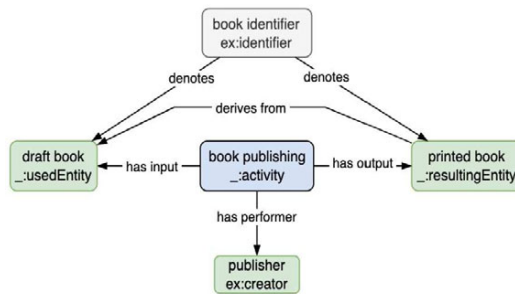 book identifier
ex:identifier
denotes
denotes
derives from
draft book
_:usedEntity
has input
book publishing
_:activity
has output
printed book
_:resultingEntity
has performer
publisher
ex:creator